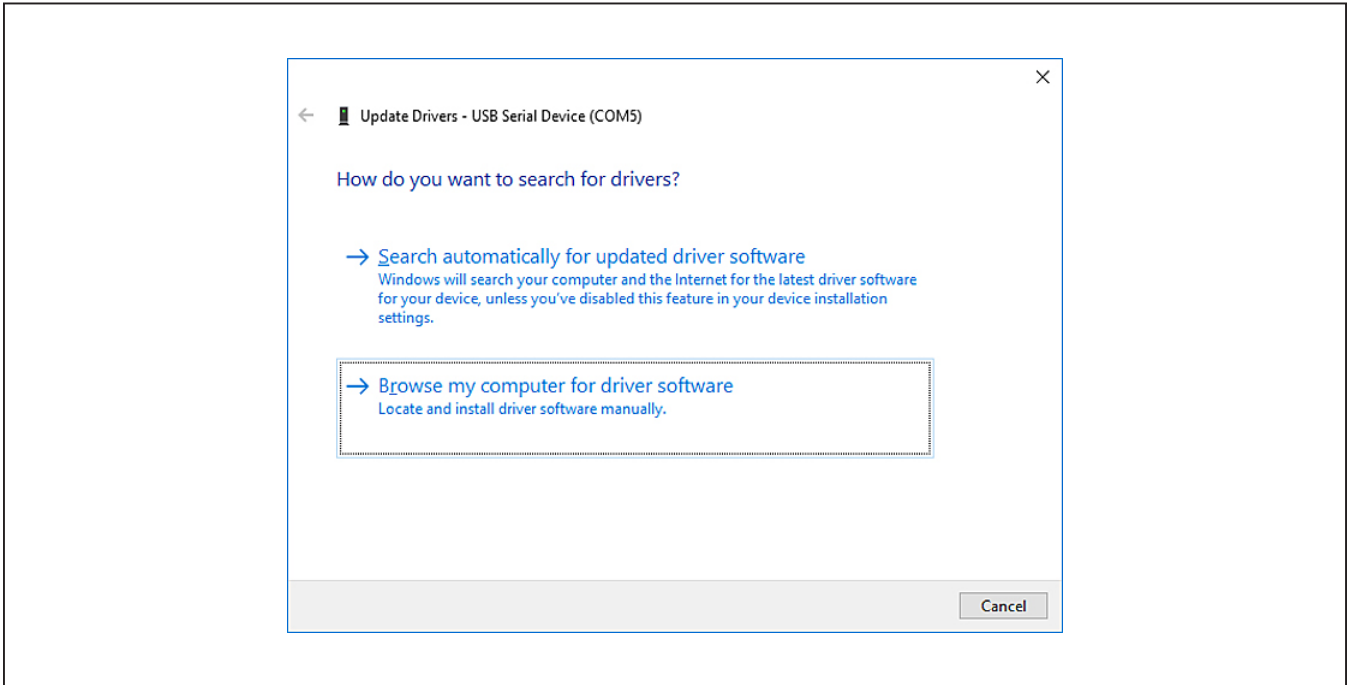 Update Drivers - USB Serial Device (COM5)
How do you want to search for drivers?
Search automatically for updated driver software
Windows will search your computer and the Internet for the latest driver software
for your device, unless you've disabled this feature in your device installation
settings.
Browse my computer for driver software
Locate and install driver software manually.
Cancel